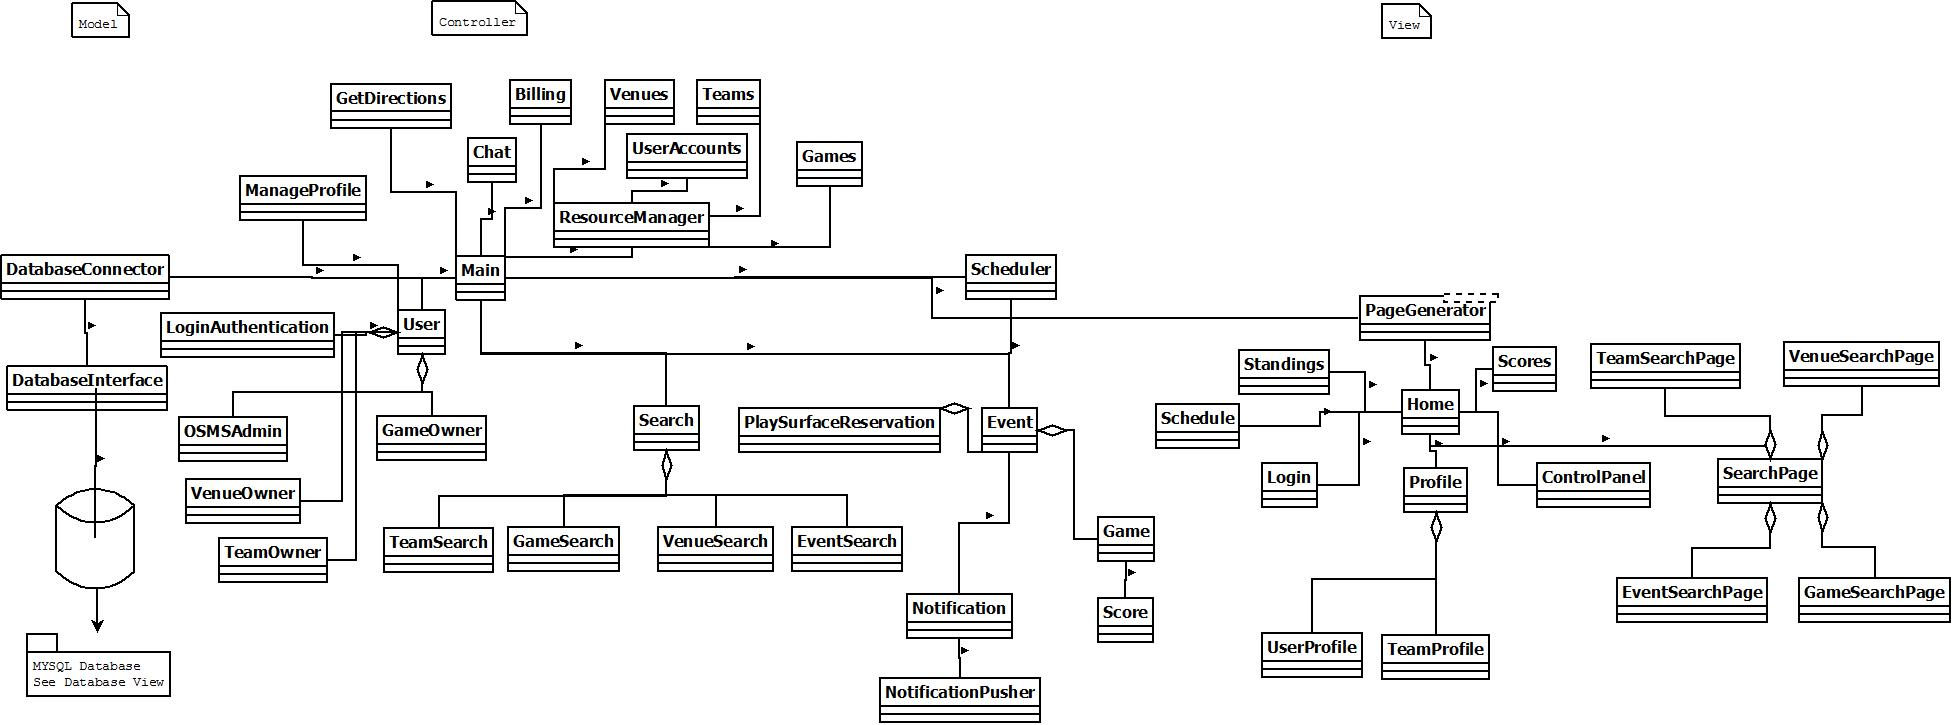 Model
Controller
View
GetDirections
Billing
Venues
Teams
Chat
UserAccounts
Games
ManageProfile
ResourceManager
DatabaseConnector
Main
Scheduler
PageGenerator
LoginAuthentication
User
DatabaseInterface
Standings
Scores
TeamSearchPage
VenueSearchPage
OSMSAdmin
GameOwner
Search
PlaySurfaceReservation
Event
Schedule
Home
VenueOwner
Login
Profile
ControlPanel
SearchPage
TeamOwner
TeamSearch
GameSearch
VenueSearch
EventSearch
Game
Notification
Score
EventSearchPage
GameSearchPage
UserProfile
TeamProfile
MYSQL Database
See Database View
NotificationPusher